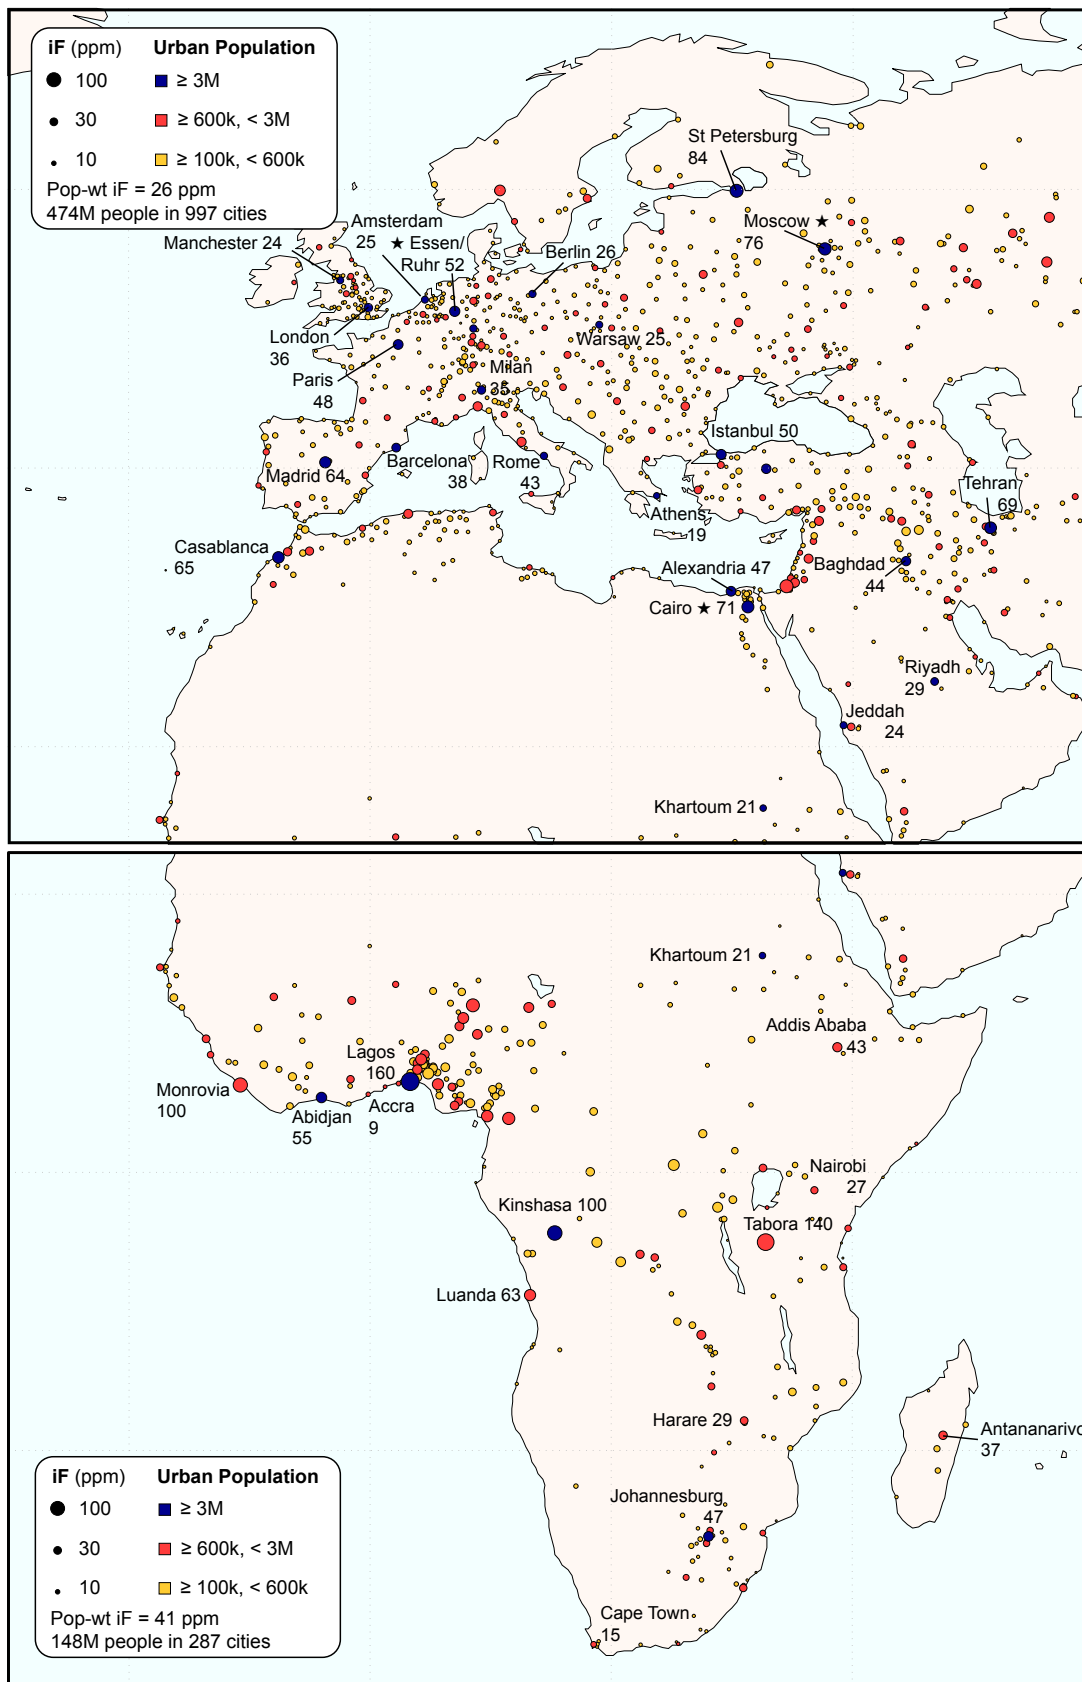 iF (ppm) Urban Population
100 ≥ 3M
30 ≥ 600k, < 3M
10 ≥ 100k, < 600k
Pop-wt iF = 26 ppm
474M people in 997 cities
St Petersburg
84
Moscow ★
76
Manchester 24
Amsterdam
25
★ Essen/
Ruhr 52
Berlin 26
London
36
Paris
48
Warsaw 25
Milan
35
Istanbul 50
Madrid 64
Barcelona
38
Rome
43
Athens
19
Tehran
69
Casablanca
65
Alexandria 47
Cairo ★ 71
Baghdad
44
Riyadh
29
Jeddah
24
Khartoum 21
Khartoum 21
Addis Ababa
43
Lagos
160
Monrovia
100
Abidjan
55
Accra
9
Nairobi
27
Kinshasa 100
Tabora 140
Luanda 63
Harare 29
Antananarivo
37
Johannesburg
47
Cape Town
15
iF (ppm) Urban Population
100 ≥ 3M
30 ≥ 600k, < 3M
10 ≥ 100k, < 600k
Pop-wt iF = 41 ppm
148M people in 287 cities